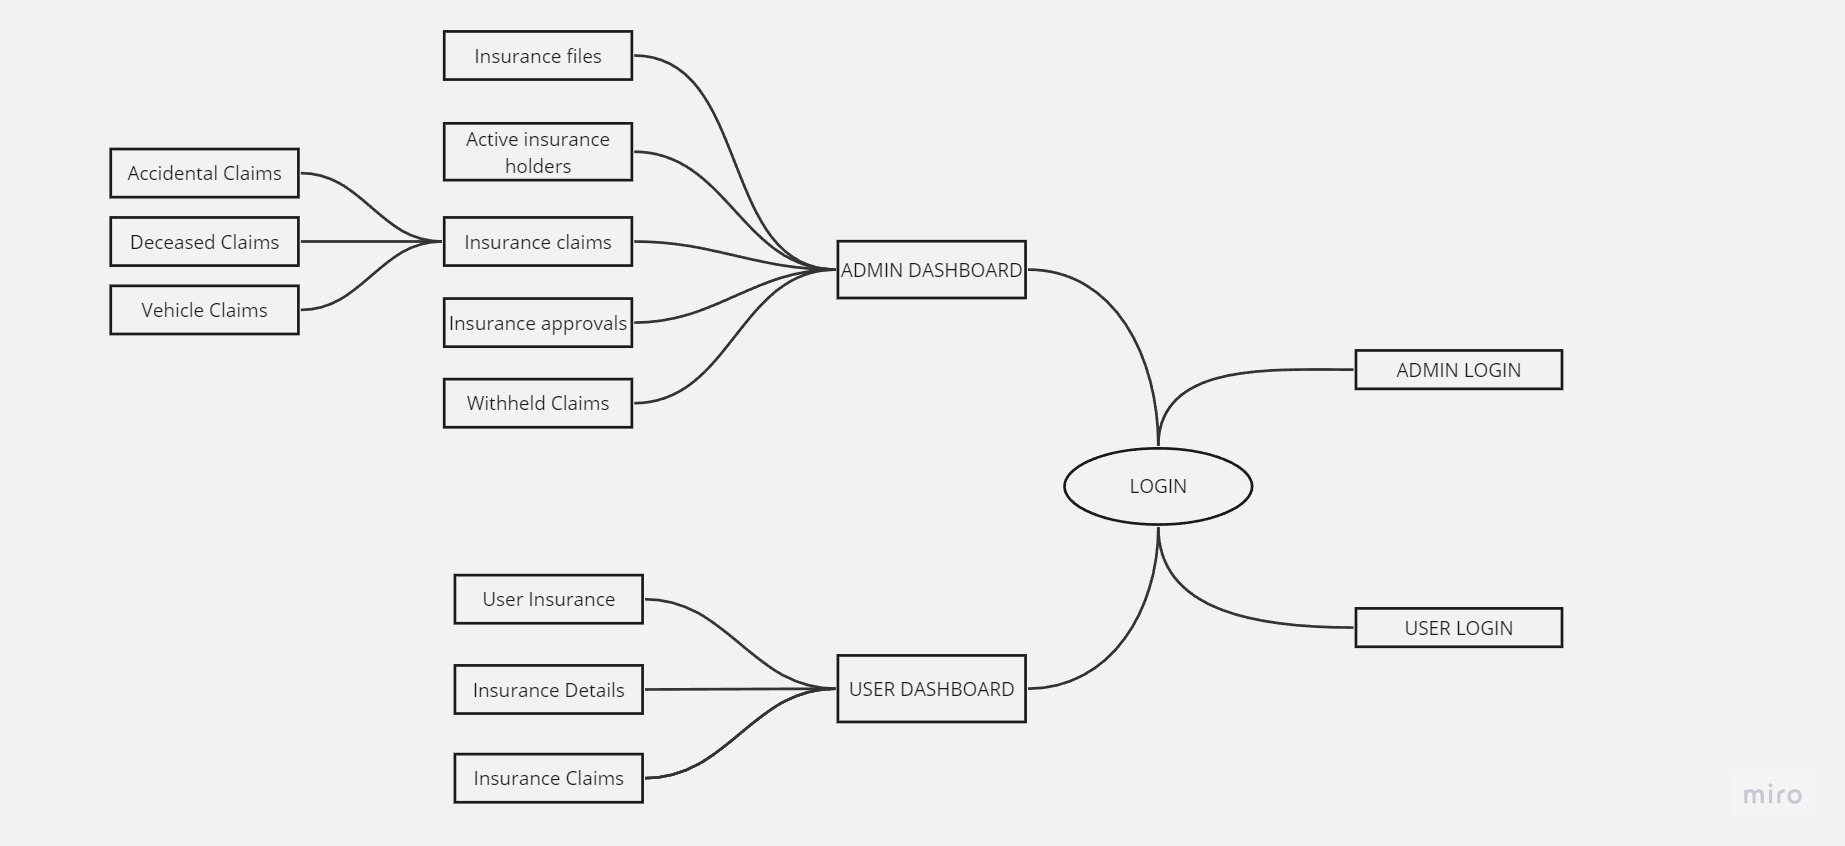 Insurance files
Active insurance
holders
Accidental Claims
Deceased Claims
Vehicle Claims
Insurance claims
Insurance approvals
Withheld Claims
ADMIN DASHBOARD
ADMIN LOGIN
LOGIN
USER LOGIN
USER DASHBOARD
User Insurance
Insurance Details
Insurance Claims
miro